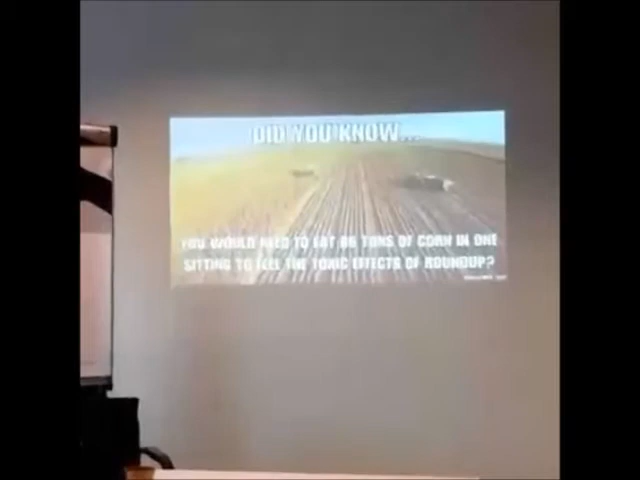 DID YOU KNOW...
YOU WOULD NEED TO EAT 66 TONS OF CORN IN ONE
SITTING TO FEEL THE TOXIC EFFECTS OF ROUNDUP?